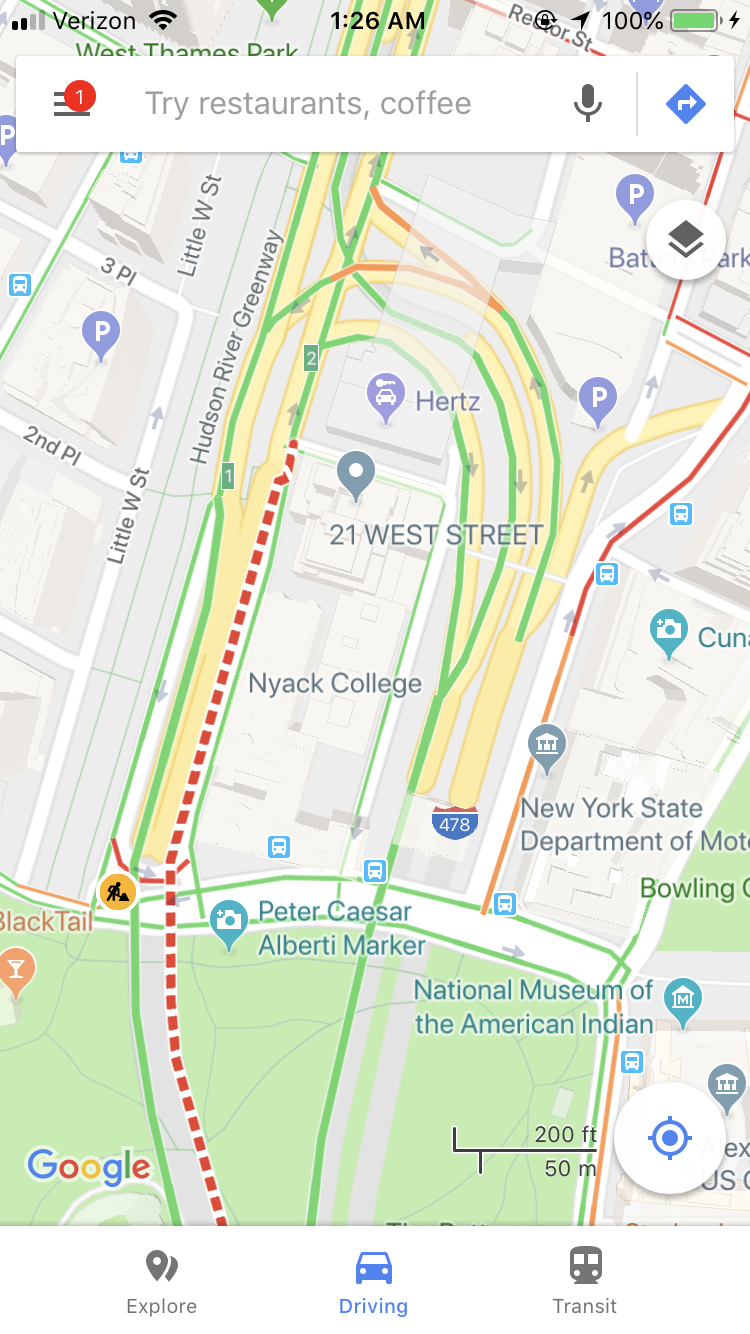 Verizon 1:26 AM 100%
Rector St
West Thames Park
1
Try restaurants, coffee
P
P
Little W St
3 Pl
Hudson River Greenway
Battery Park
P
2
Hertz
P
2nd Pl
1
21 WEST STREET
Little W St
Nyack College
Cuna
478
New York State
Department of Moto
Bowling G
BlackTail
Peter Caesar
Alberti Marker
National Museum of
the American Indian
M
200 ft
50 m
Google
Alex
US C
Explore
Driving
Transit